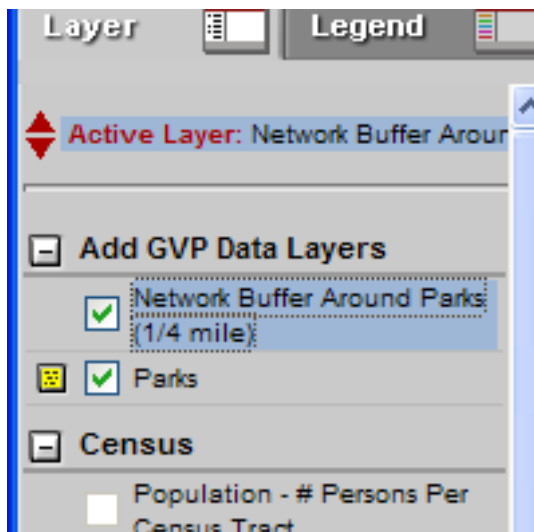 Layer
Legend
Active Layer: Network Buffer Aroun
Add GVP Data Layers
Network Buffer Around Parks
(1/4 mile)
Parks
Census
Population - # Persons Per
Census Tract